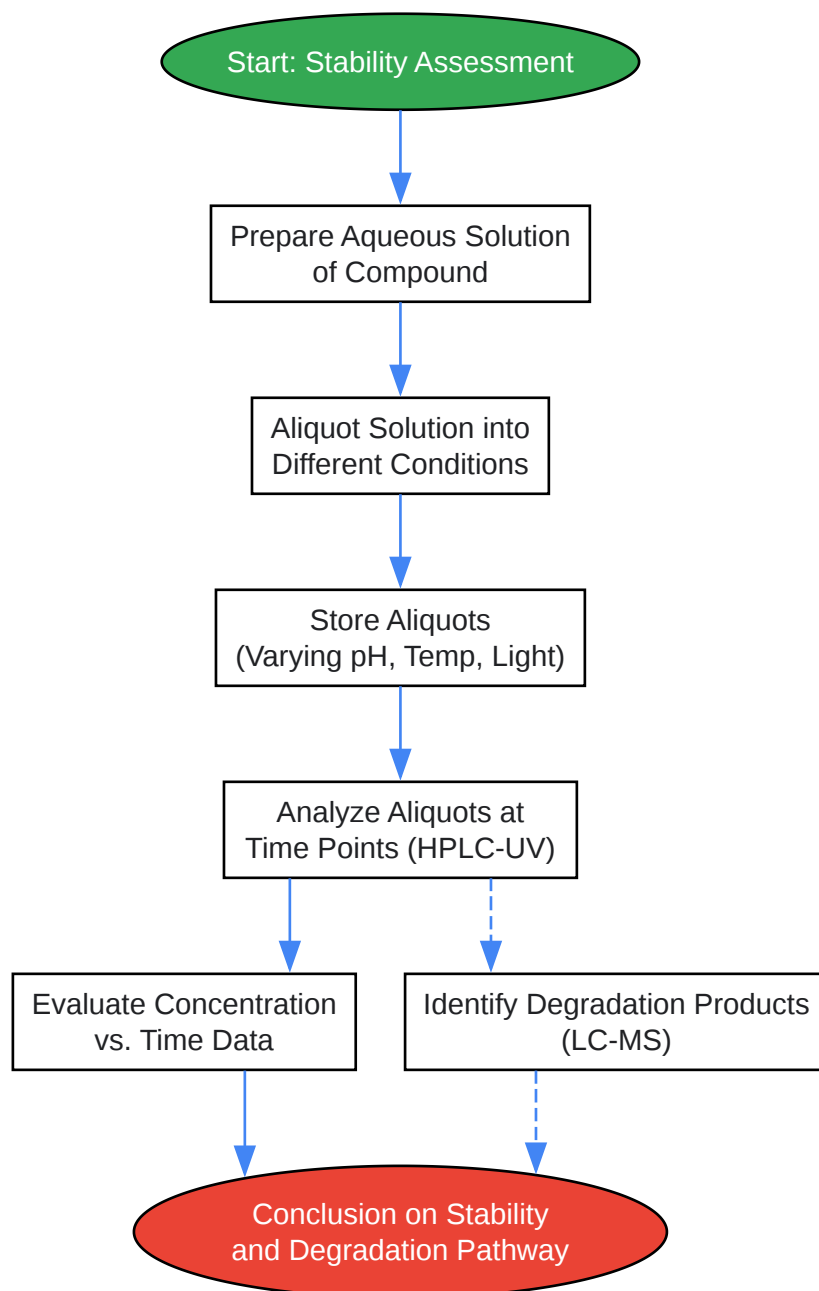 Start: Stability Assessment
Prepare Aqueous Solution
of Compound
Aliquot Solution into
Different Conditions
Store Aliquots
(Varying pH, Temp, Light)
Analyze Aliquots at
Time Points (HPLC-UV)
Evaluate Concentration
vs. Time Data
Identify Degradation Products
(LC-MS)
Conclusion on Stability
and Degradation Pathway